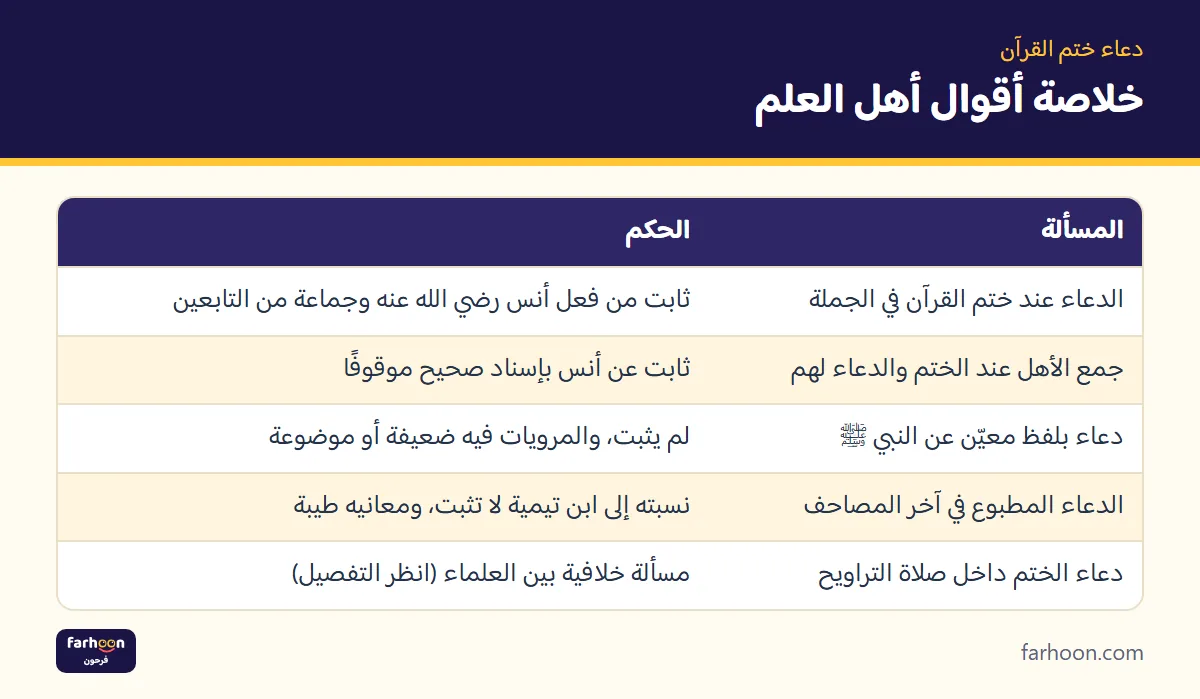 دعاء ختم القرآن
خلاصة أقوال أهل العلم
المسألة الحكم
الدعاء عند ختم القرآن في الجملة ثابت من فعل أنس رضي الله عنه وجماعة من التابعين
جمع الأهل عند الختم والدعاء لهم ثابت عن أنس بإسناد صحيح موقوفًا
دعاء بلفظ معيّن عن النبي ﷺ لم يثبت، والمرويات فيه ضعيفة أو موضوعة
الدعاء المطبوع في آخر المصاحف نسبته إلى ابن تيمية لا تثبت، ومعانيه طيبة
دعاء الختم داخل صلاة التراويح مسألة خلافية بين العلماء (انظر التفصيل)
farhoon.com
farhoon
فرحون